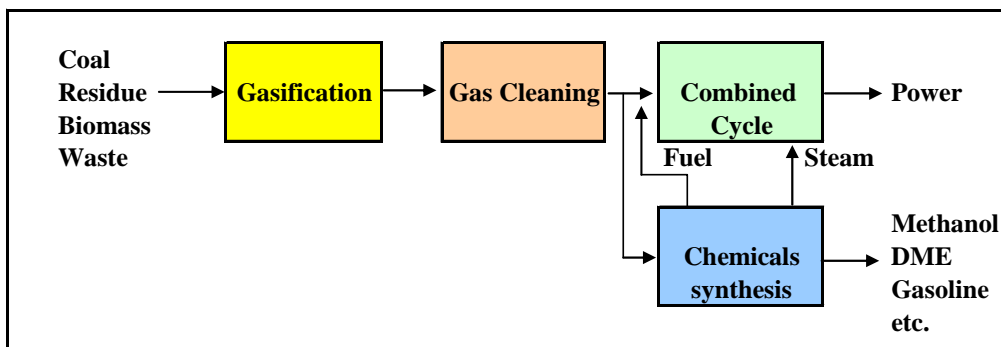 Coal
Residue
Biomass
Waste
Gasification
Gas Cleaning
Combined
Cycle
Power
Fuel
Steam
Chemicals
synthesis
Methanol
DME
Gasoline
etc.